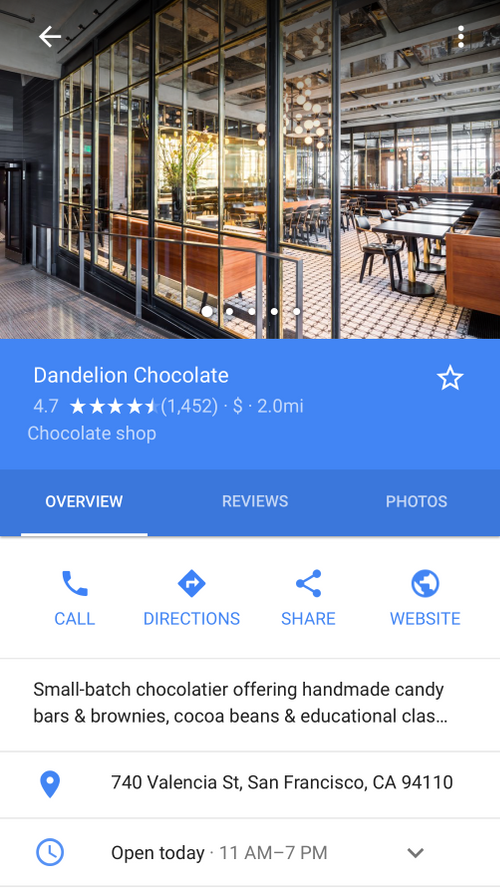 Dandelion Chocolate
4.7 ★★★★★ (1,452) · $ · 2.0mi
Chocolate shop
OVERVIEW REVIEWS PHOTOS
CALL DIRECTIONS SHARE WEBSITE
Small-batch chocolatier offering handmade candy
bars & brownies, cocoa beans & educational clas…
740 Valencia St, San Francisco, CA 94110
Open today · 11 AM–7 PM